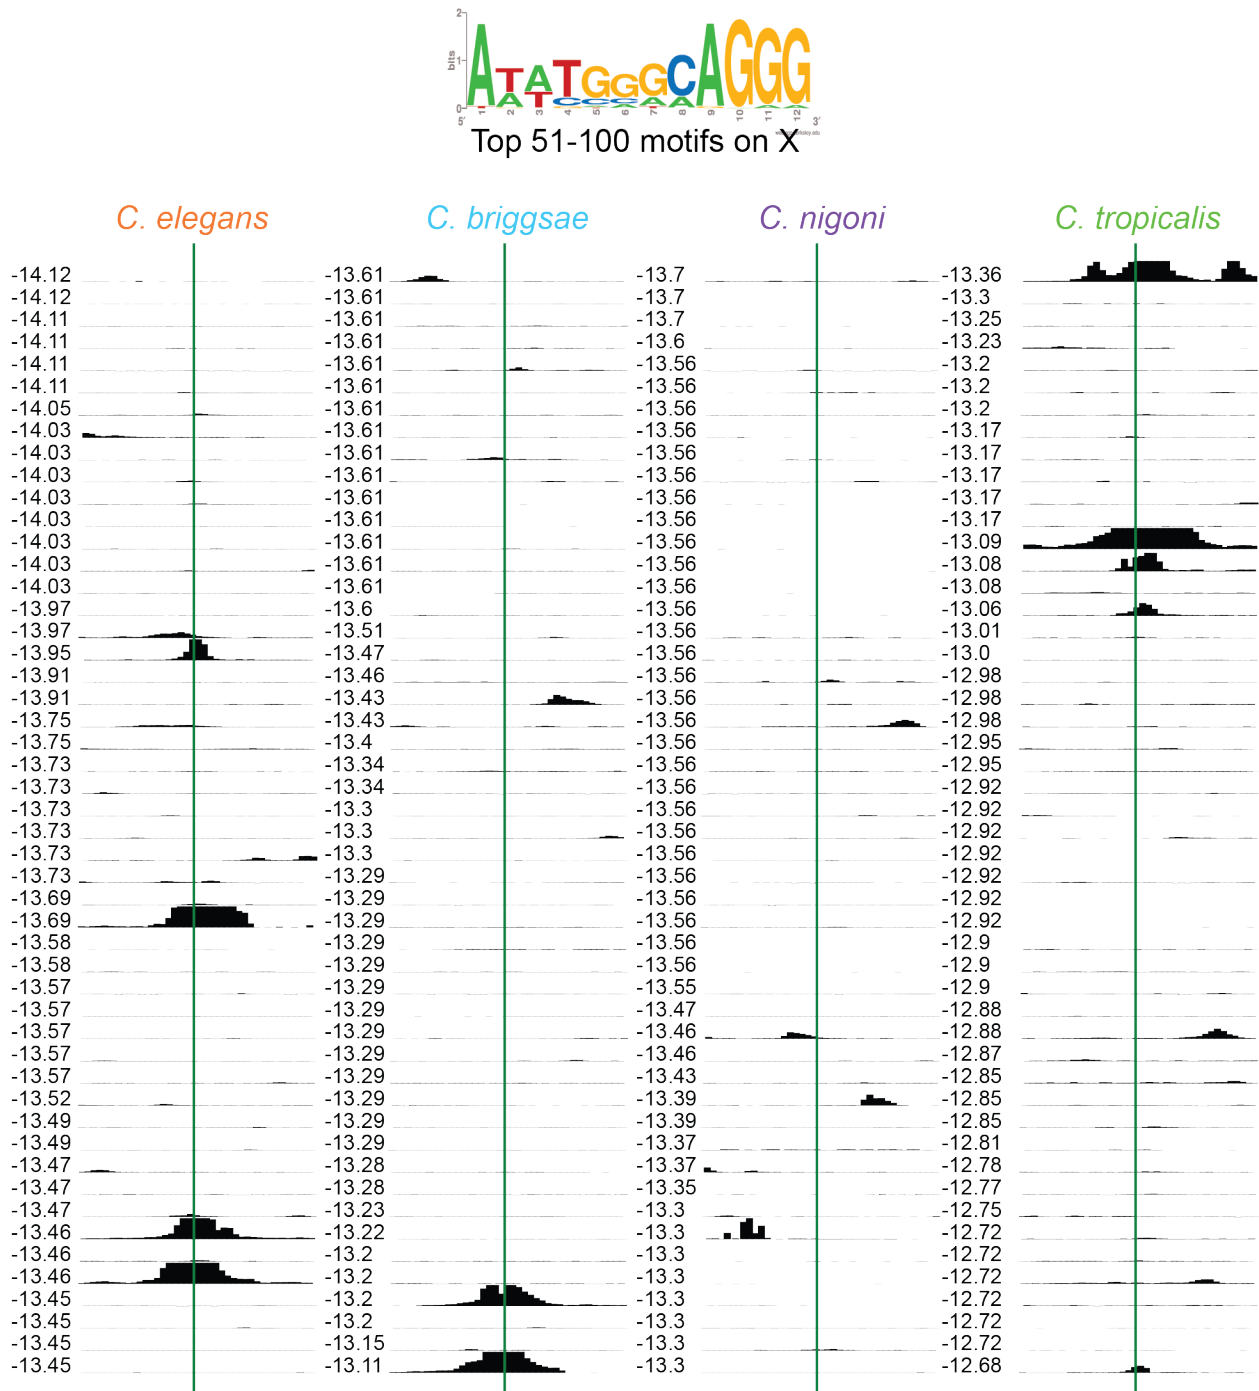 2
bits
1
0
ATATGGGCAGGG
5' 1 2 3 4 5 6 7 8 9 10 11 12 3'
Top 51-100 motifs on X
C. elegans C. briggsae C. nigoni C. tropicalis
-14.12 -13.61 -13.7 -13.36
-14.12 -13.61 -13.7 -13.3
-14.11 -13.61 -13.7 -13.25
-14.11 -13.61 -13.6 -13.23
-14.11 -13.61 -13.56 -13.2
-14.11 -13.61 -13.56 -13.2
-14.05 -13.61 -13.56 -13.2
-14.03 -13.61 -13.56 -13.17
-14.03 -13.61 -13.56 -13.17
-14.03 -13.61 -13.56 -13.17
-14.03 -13.61 -13.56 -13.17
-14.03 -13.61 -13.56 -13.17
-14.03 -13.61 -13.56 -13.09
-14.03 -13.61 -13.56 -13.08
-14.03 -13.61 -13.56 -13.08
-13.97 -13.6 -13.56 -13.06
-13.97 -13.51 -13.56 -13.01
-13.95 -13.47 -13.56 -13.0
-13.91 -13.46 -13.56 -12.98
-13.91 -13.43 -13.56 -12.98
-13.75 -13.43 -13.56 -12.98
-13.75 -13.4 -13.56 -12.95
-13.73 -13.34 -13.56 -12.95
-13.73 -13.34 -13.56 -12.92
-13.73 -13.3 -13.56 -12.92
-13.73 -13.3 -13.56 -12.92
-13.73 -13.3 -13.56 -12.92
-13.73 -13.29 -13.56 -12.92
-13.69 -13.29 -13.56 -12.92
-13.69 -13.29 -13.56 -12.92
-13.58 -13.29 -13.56 -12.9
-13.58 -13.29 -13.56 -12.9
-13.57 -13.29 -13.55 -12.9
-13.57 -13.29 -13.47 -12.88
-13.57 -13.29 -13.46 -12.88
-13.57 -13.29 -13.46 -12.87
-13.57 -13.29 -13.43 -12.85
-13.52 -13.29 -13.39 -12.85
-13.49 -13.29 -13.39 -12.85
-13.49 -13.29 -13.37 -12.81
-13.47 -13.28 -13.37 -12.78
-13.47 -13.28 -13.35 -12.77
-13.47 -13.23 -13.3 -12.75
-13.46 -13.22 -13.3 -12.72
-13.46 -13.2 -13.3 -12.72
-13.46 -13.2 -13.3 -12.72
-13.45 -13.2 -13.3 -12.72
-13.45 -13.2 -13.3 -12.72
-13.45 -13.15 -13.3 -12.72
-13.45 -13.11 -13.3 -12.68